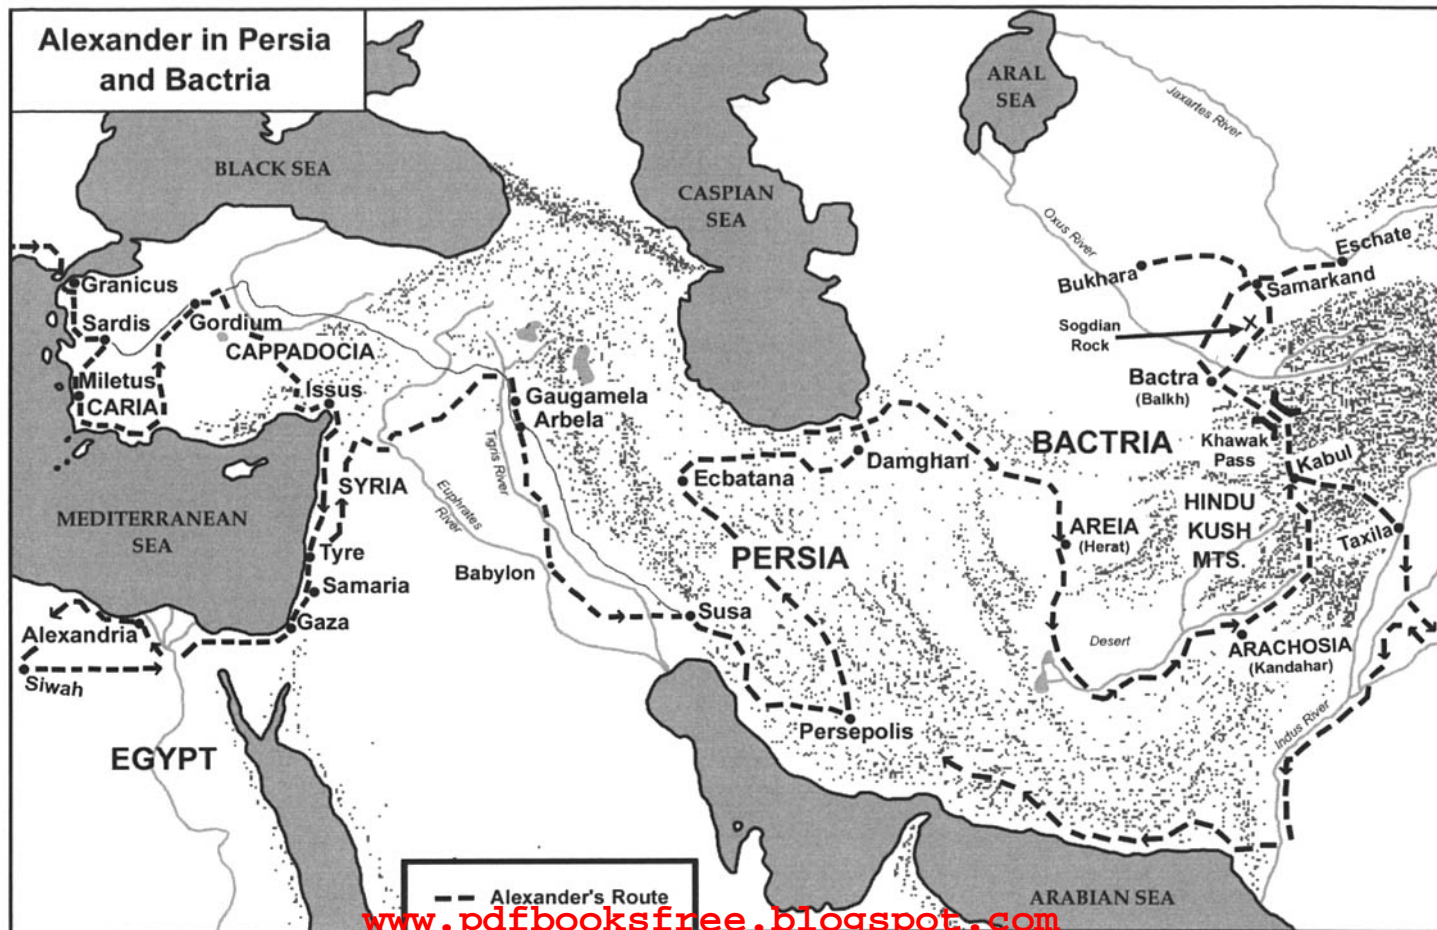 Alexander in Persia
and Bactria
BLACK SEA
CASPIAN
SEA
ARAL
SEA
Jaxartes River
Oxus River
Eschate
Bukhara
Samarkand
Sogdian
Rock
Granicus
Sardis
Gordium
CAPPADOCIA
Miletus
CARIA
Issus
Gaugamela
Arbela
Bactra
(Balkh)
BACTRIA
Khawak
Pass
Kabul
Damghan
Ecbatana
Tigris River
Euphrates
River
SYRIA
MEDITERRANEAN
SEA
Tyre
Samaria
Gaza
Babylon
PERSIA
AREIA
(Herat)
HINDU
KUSH
MTS.
Taxila
Susa
Alexandria
Siwah
Desert
ARACHOSIA
(Kandahar)
Persepolis
Indus River
EGYPT
Alexander's Route
ARABIAN SEA
www.pdfbooksfree.blogspot.com